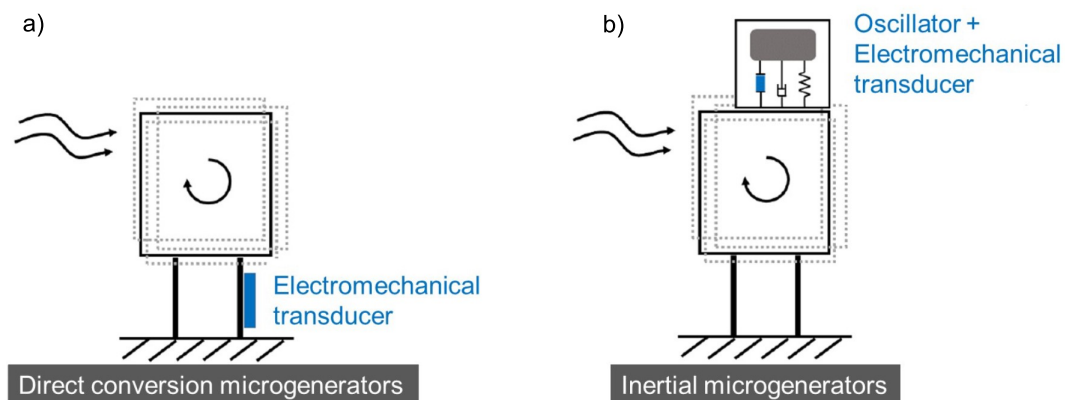 a)
Electromechanical
transducer
Direct conversion microgenerators
b)
Oscillator +
Electromechanical
transducer
Inertial microgenerators